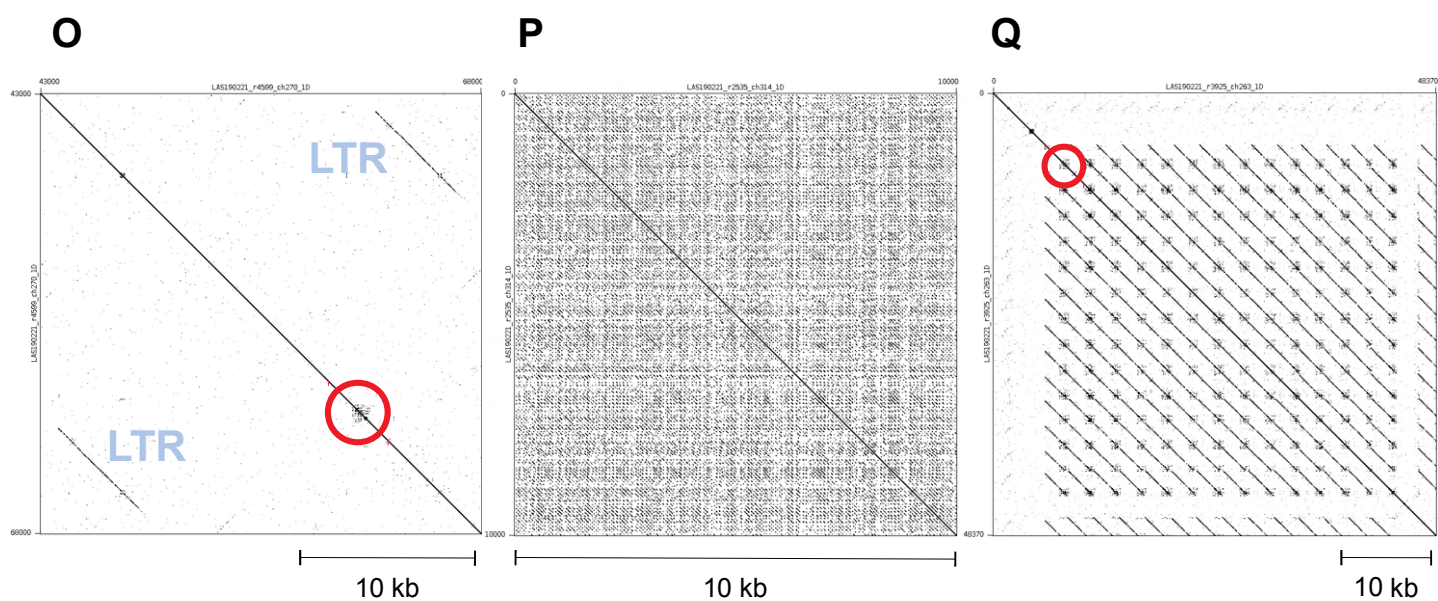 O
P
Q
43000
68000
LAS190221_r4599_ch270_1D
0
10000
LAS190221_r2535_ch314_1D
0
48370
LAS190221_r3925_ch263_1D
43000
0
0
LTR
LTR
LAS190221_r4599_ch270_1D
LAS190221_r2535_ch314_1D
LAS190221_r3925_ch263_1D
68000
10000
48370
10 kb
10 kb
10 kb